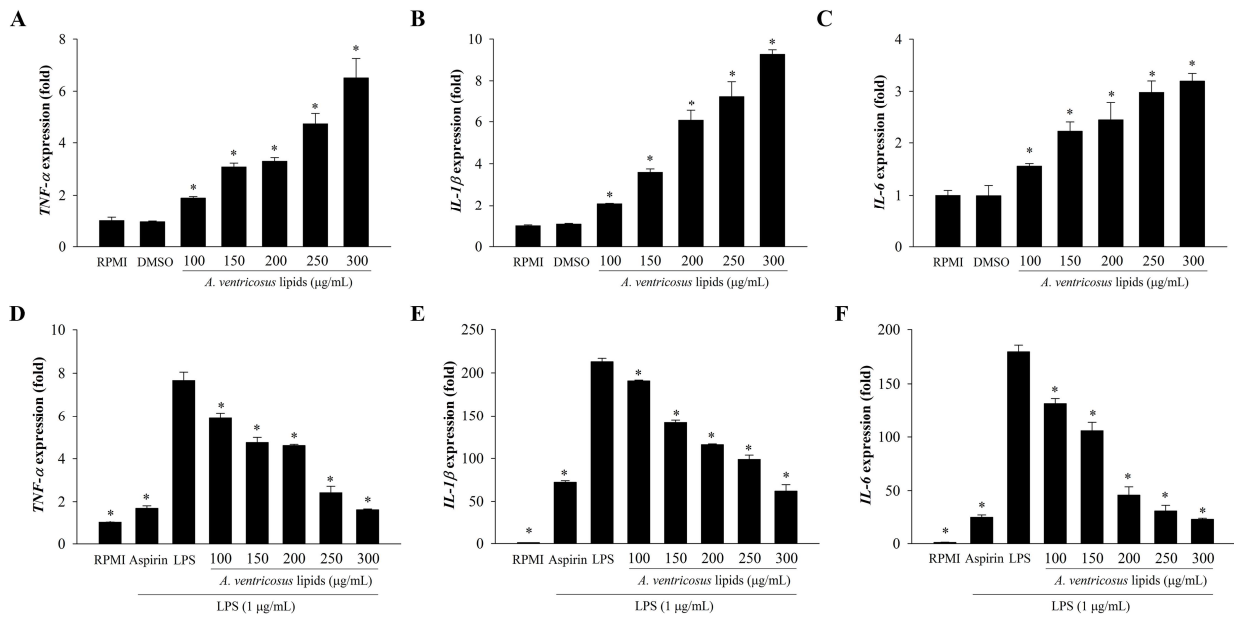 A
TNF-α expression (fold)
8
6
4
2
0
* * * * *
RPMI DMSO 100 150 200 250 300
A. ventricosus lipids (μg/mL)
B
IL-1β expression (fold)
10
8
6
4
2
0
* * * * *
RPMI DMSO 100 150 200 250 300
A. ventricosus lipids (μg/mL)
C
IL-6 expression (fold)
4
3
2
1
0
* * * * *
RPMI DMSO 100 150 200 250 300
A. ventricosus lipids (μg/mL)
D
TNF-α expression (fold)
10
8
6
4
2
0
* * * * * * *
RPMI Aspirin LPS 100 150 200 250 300
A. ventricosus lipids (μg/mL)
LPS (1 μg/mL)
E
IL-1β expression (fold)
250
200
150
100
50
0
* * * * * * *
RPMI Aspirin LPS 100 150 200 250 300
A. ventricosus lipids (μg/mL)
LPS (1 μg/mL)
F
IL-6 expression (fold)
200
150
100
50
0
* * * * * * *
RPMI Aspirin LPS 100 150 200 250 300
A. ventricosus lipids (μg/mL)
LPS (1 μg/mL)